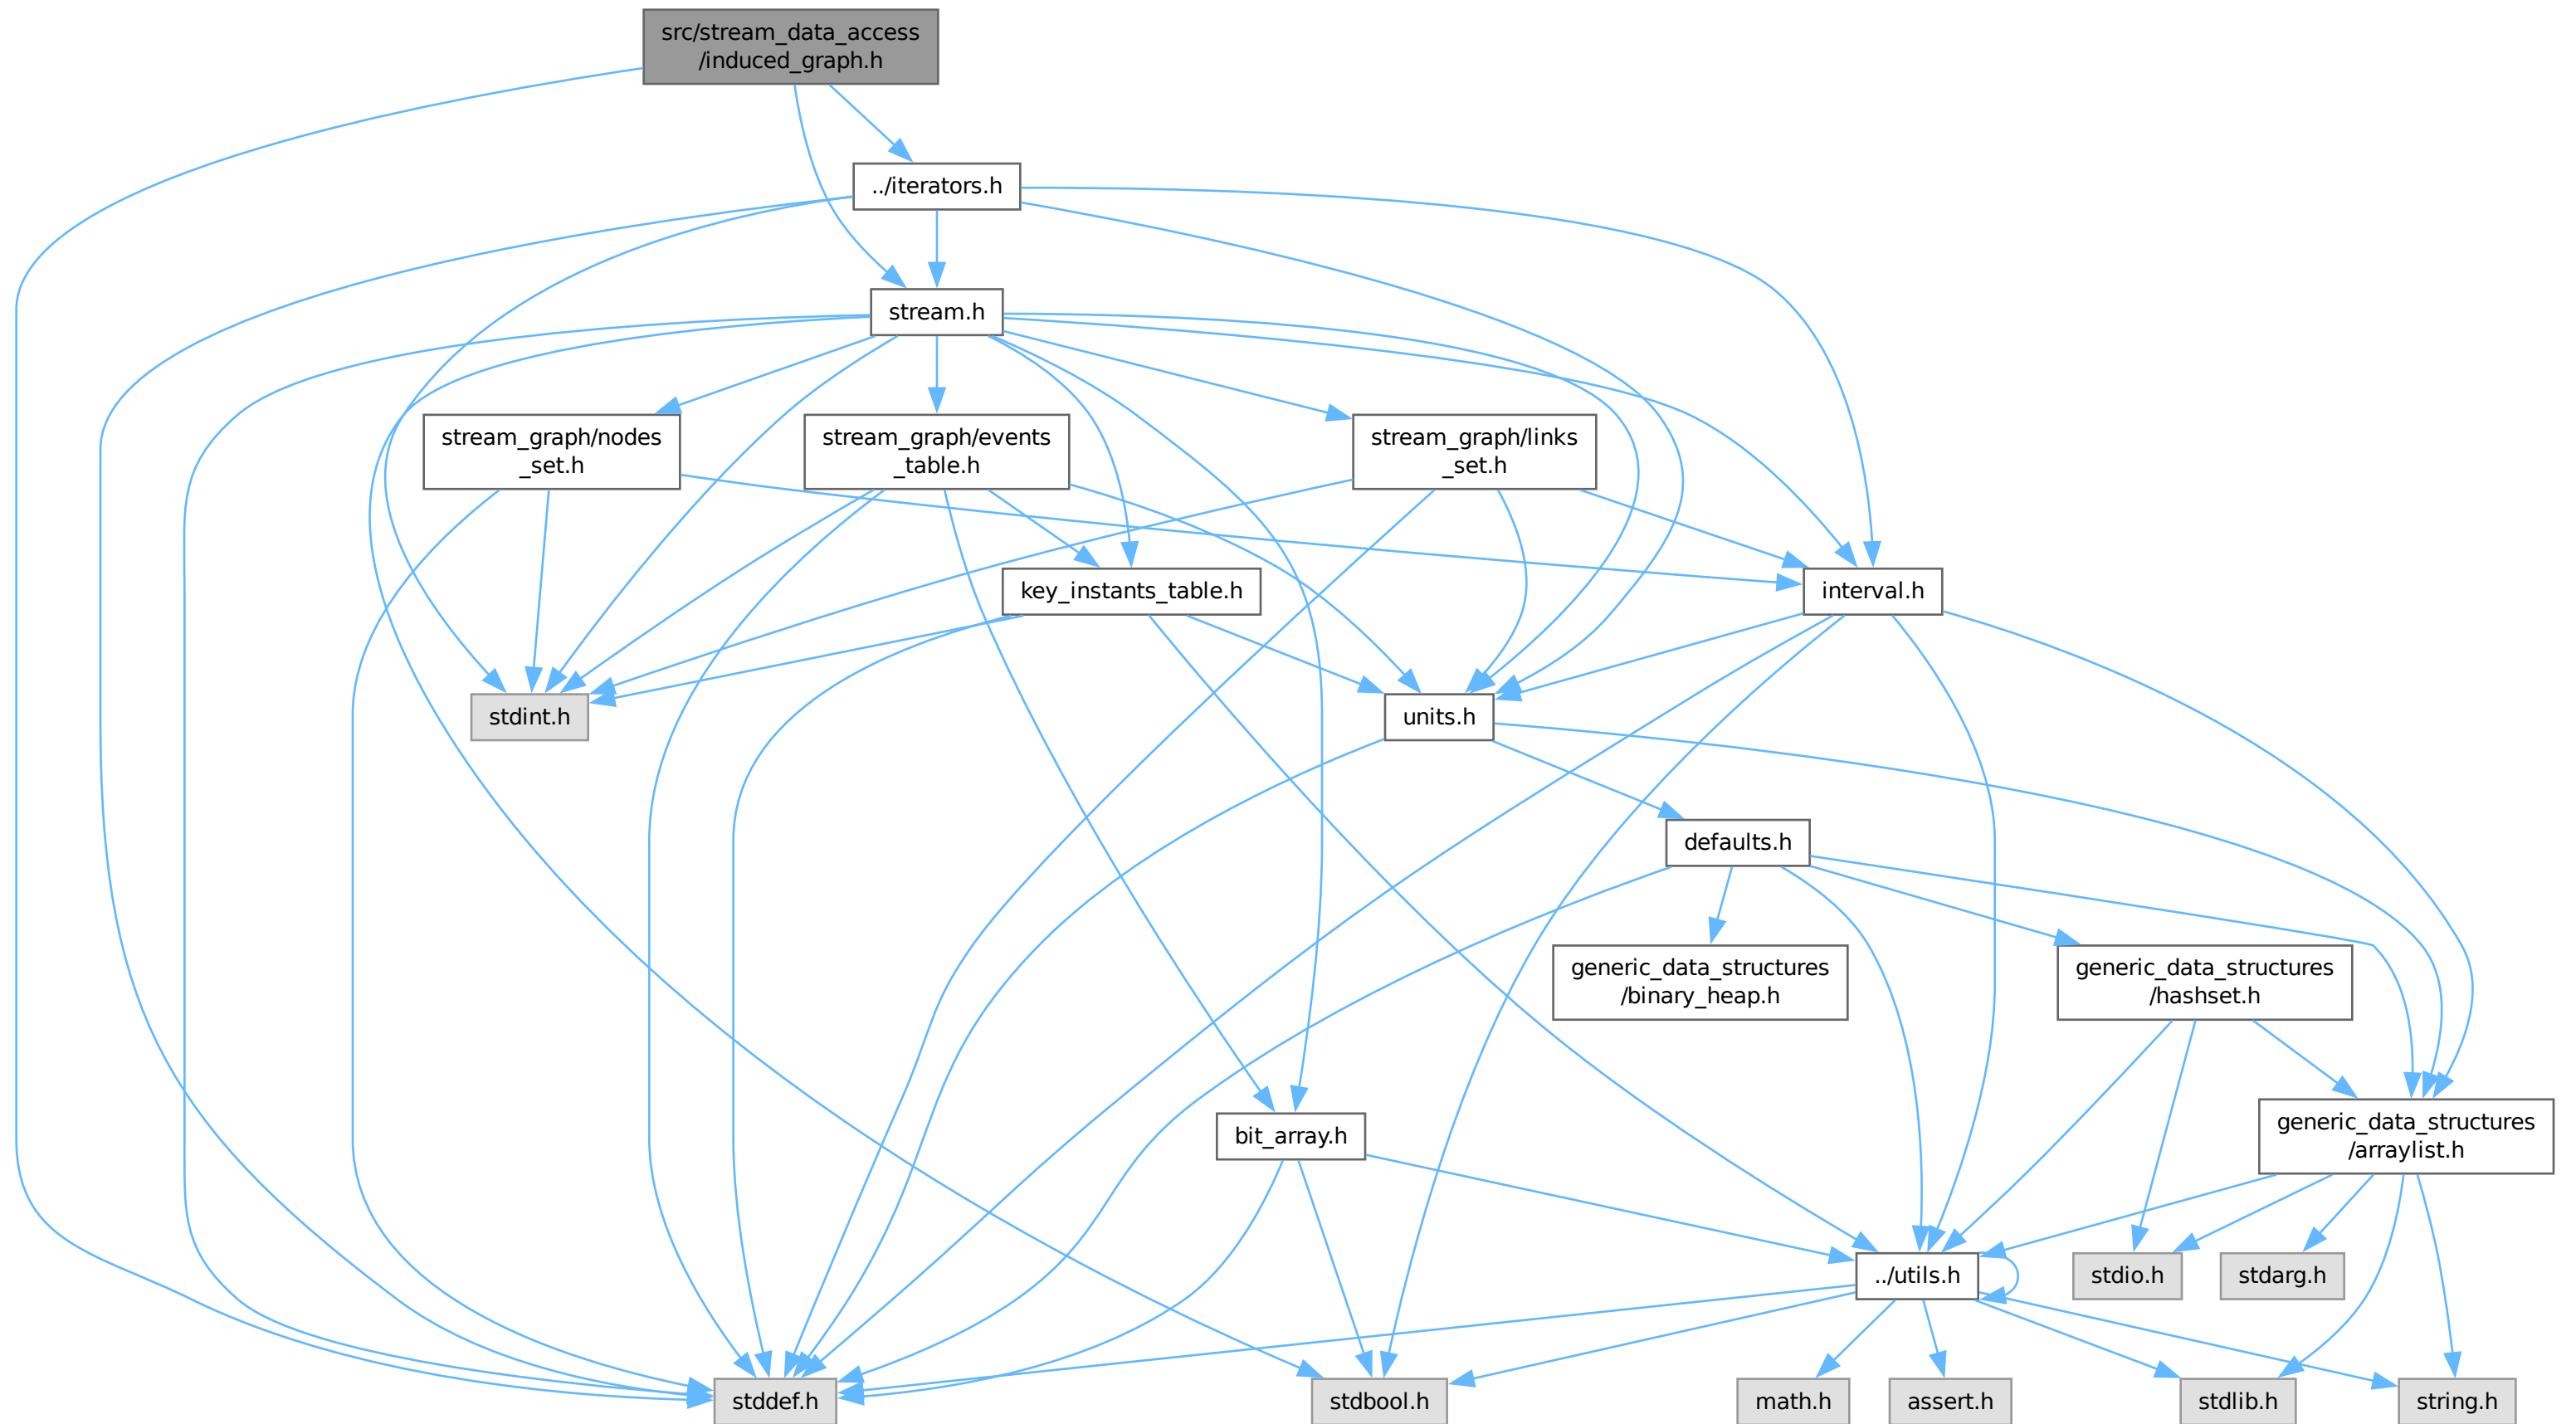 src/stream_data_access
/induced_graph.h
../iterators.h
stream.h
stream_graph/nodes
_set.h
stream_graph/events
_table.h
stream_graph/links
_set.h
key_instants_table.h
interval.h
stdint.h
units.h
defaults.h
generic_data_structures
/binary_heap.h
generic_data_structures
/hashset.h
bit_array.h
generic_data_structures
/arraylist.h
../utils.h
stdio.h
stdarg.h
stddef.h
stdbool.h
math.h
assert.h
stdlib.h
string.h